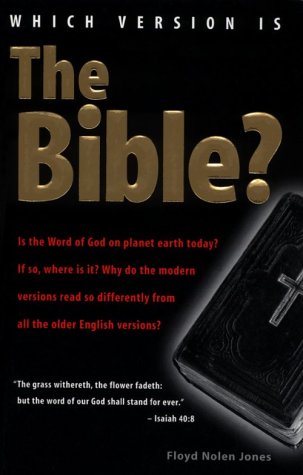 WHICH VERSION IS
The
Bible?
Is the Word of God on planet earth today?
If so, where is it? Why do the modern
versions read so differently from
all the older English versions?
"The grass withereth, the flower fadeth:
but the word of our God shall stand for ever."
– Isaiah 40:8
Floyd Nolen Jones